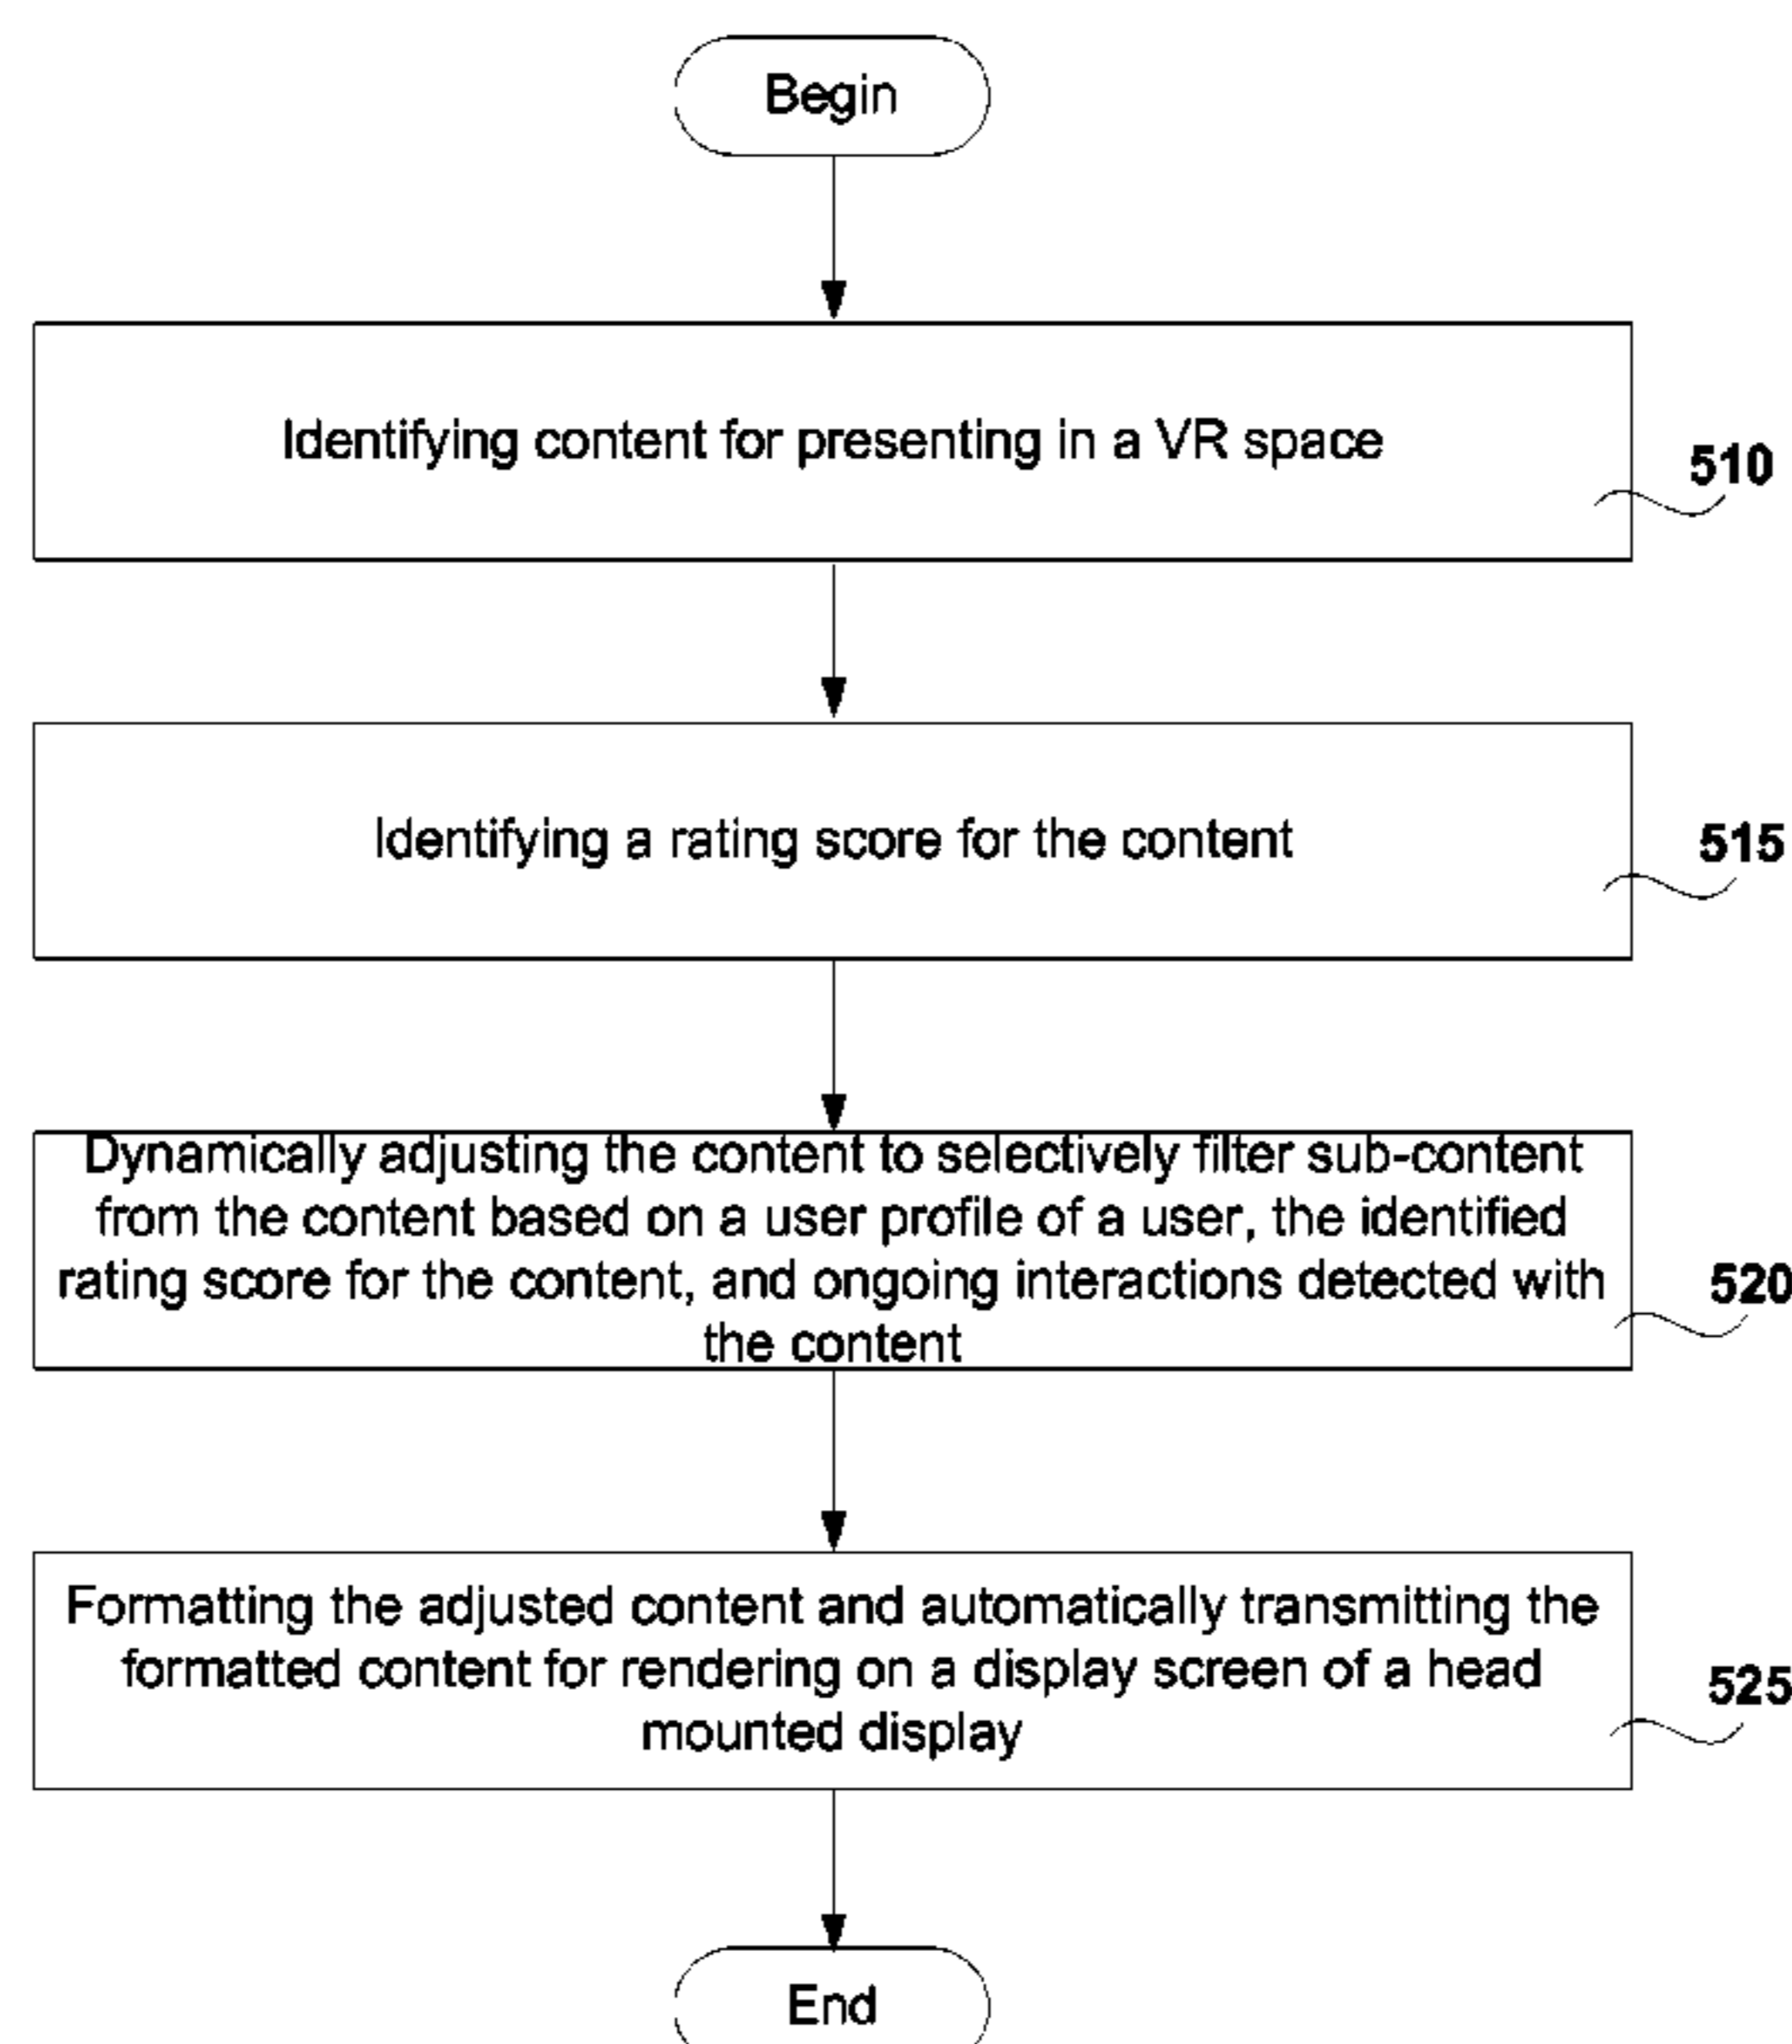 Begin
Identifying content for presenting in a VR space
510
Identifying a rating score for the content
515
Dynamically adjusting the content to selectively filter sub-content
from the content based on a user profile of a user, the identified
rating score for the content, and ongoing interactions detected with
the content
520
Formatting the adjusted content and automatically transmitting the
formatted content for rendering on a display screen of a head
mounted display
525
End